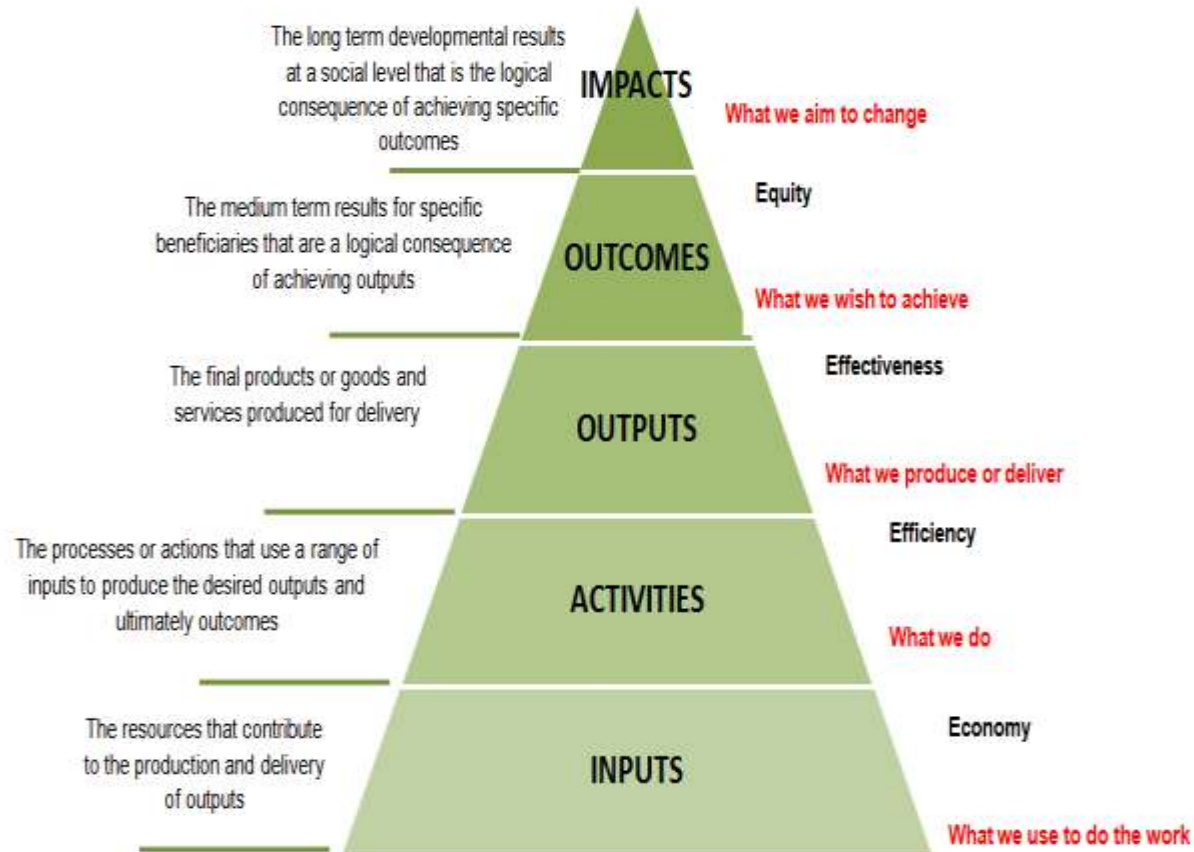 The long term developmental results
at a social level that is the logical
consequence of achieving specific
outcomes
IMPACTS
What we aim to change
The medium term results for specific
beneficiaries that are a logical consequence
of achieving outputs
OUTCOMES
Equity
What we wish to achieve
The final products or goods and
services produced for delivery
OUTPUTS
Effectiveness
What we produce or deliver
The processes or actions that use a range of
inputs to produce the desired outputs and
ultimately outcomes
ACTIVITIES
Efficiency
What we do
The resources that contribute
to the production and delivery
of outputs
INPUTS
Economy
What we use to do the work